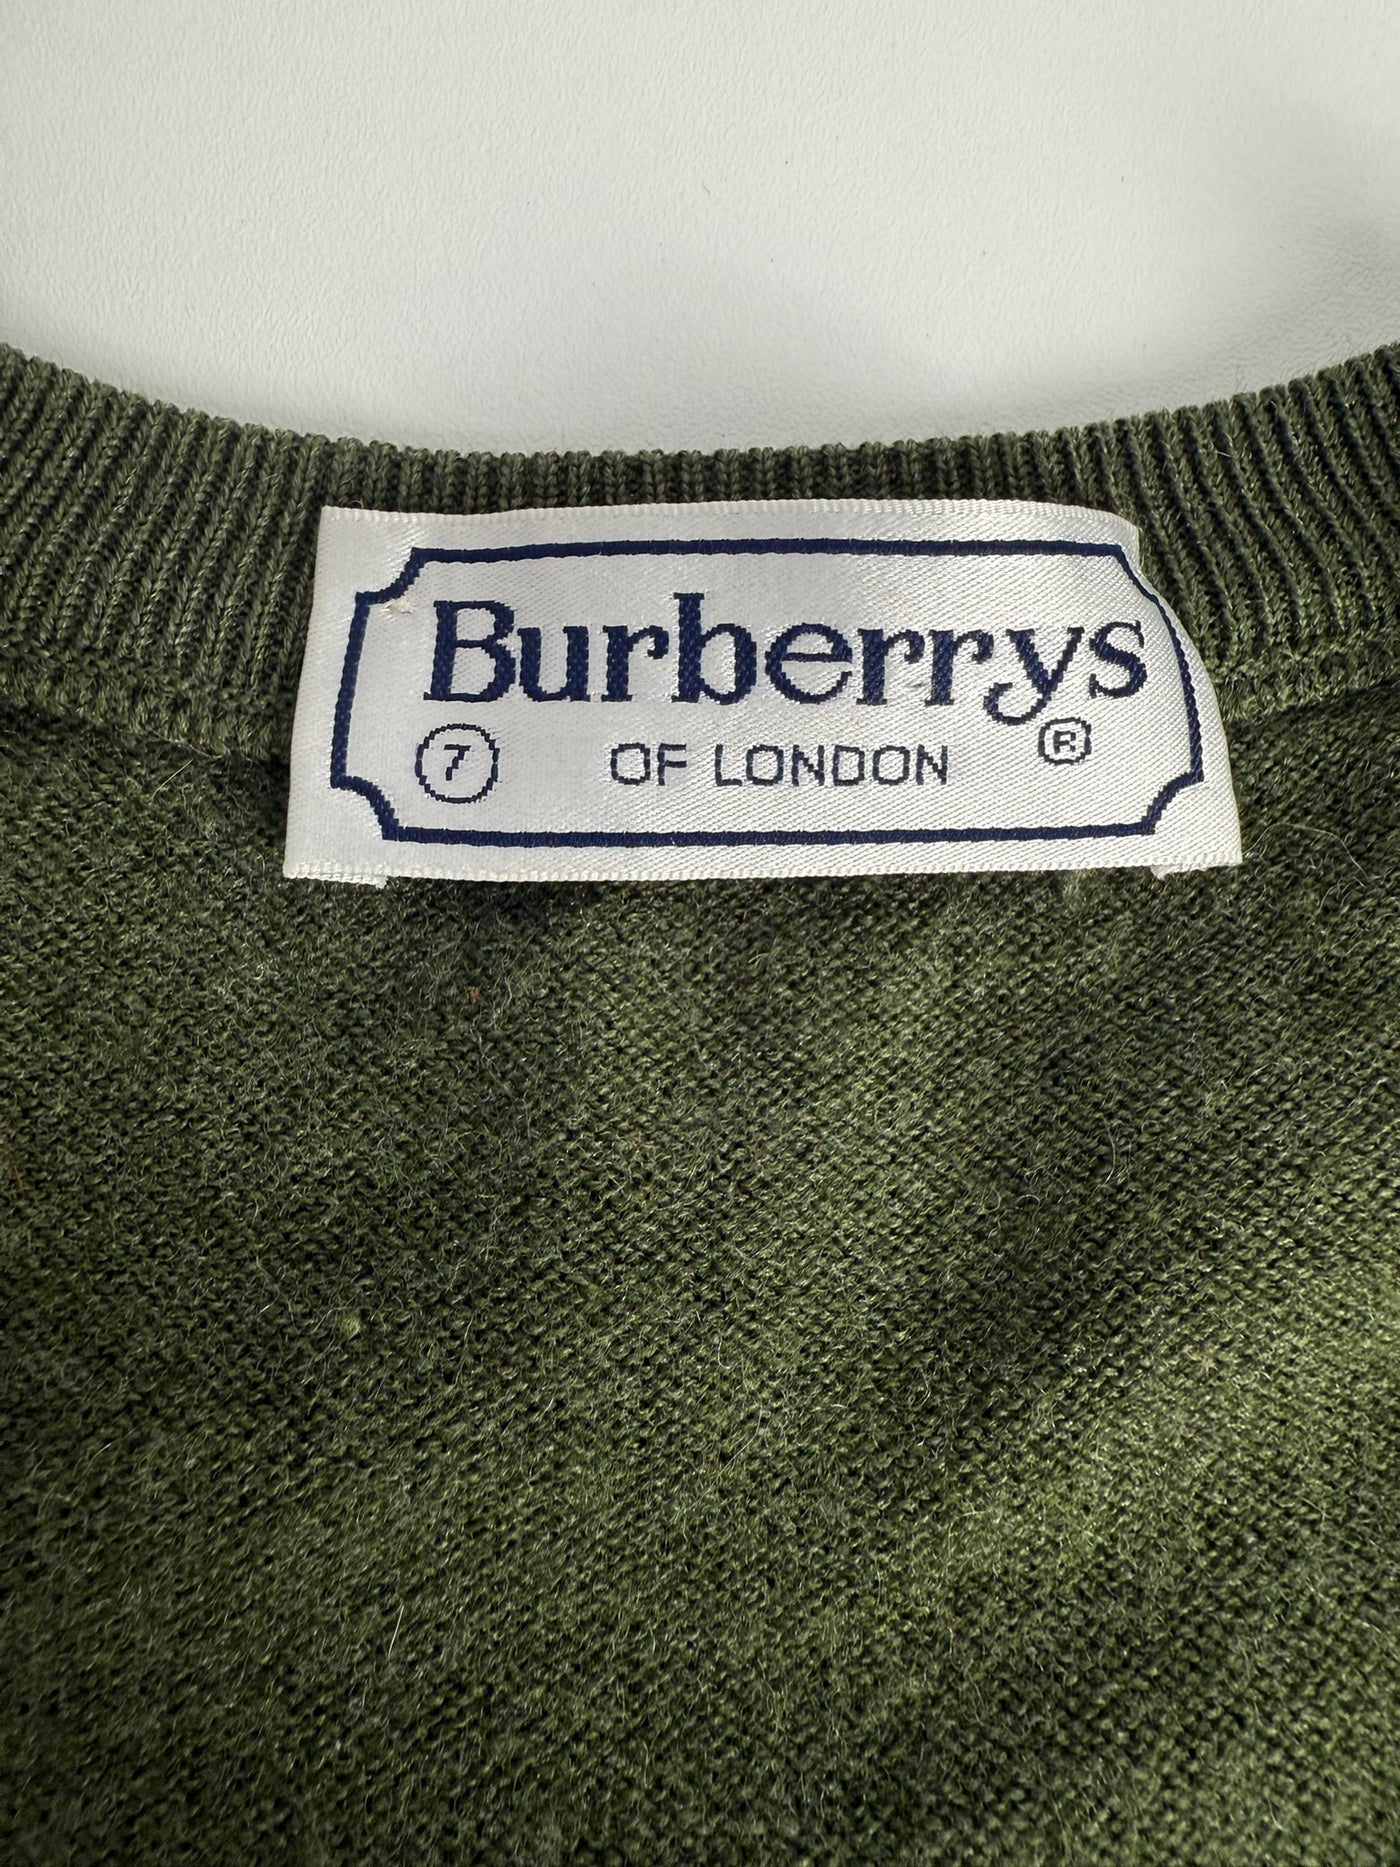 Burberrys
7 OF LONDON ®